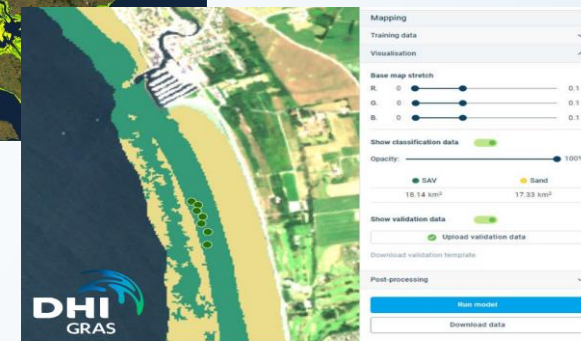 Mapping
Training data
Visualisation
Base map stretch
R. 0 0.1
G. 0 0.1
B. 0 0.1
Show classification data
Opacity: 100%
SAV Sand
18.14 km² 17.33 km²
Show validation data
Upload validation data
Download validation template
Post-processing
Run model
Download data
DHI
GRAS